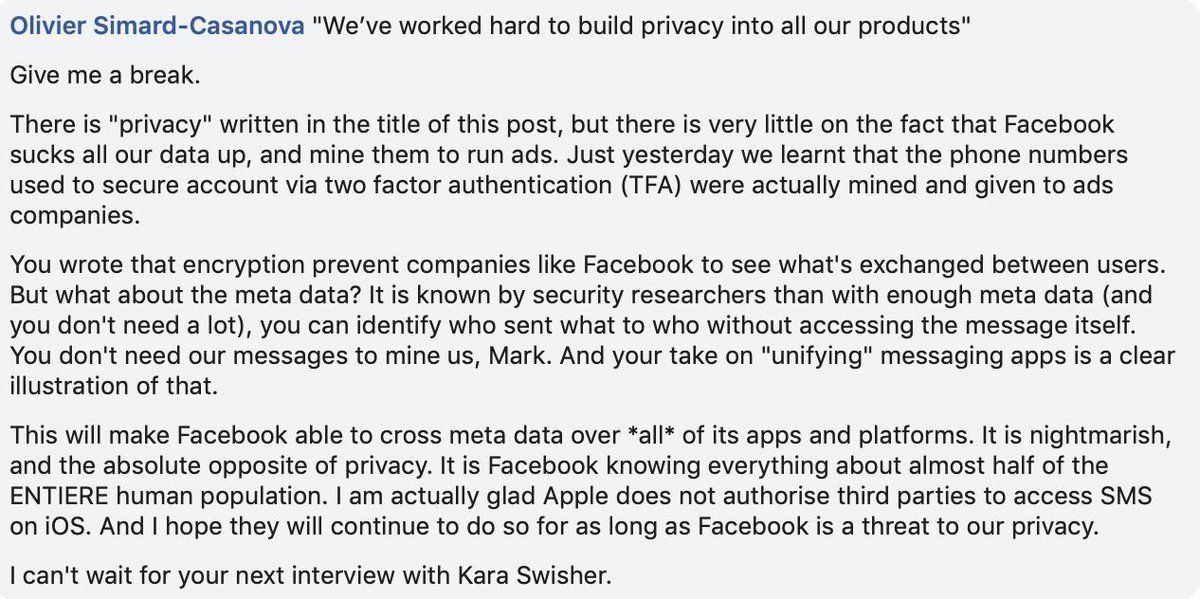 Olivier Simard-Casanova "We’ve worked hard to build privacy into all our products"
Give me a break.
There is "privacy" written in the title of this post, but there is very little on the fact that Facebook
sucks all our data up, and mine them to run ads. Just yesterday we learnt that the phone numbers
used to secure account via two factor authentication (TFA) were actually mined and given to ads
companies.
You wrote that encryption prevent companies like Facebook to see what's exchanged between users.
But what about the meta data? It is known by security researchers than with enough meta data (and
you don't need a lot), you can identify who sent what to who without accessing the message itself.
You don't need our messages to mine us, Mark. And your take on "unifying" messaging apps is a clear
illustration of that.
This will make Facebook able to cross meta data over *all* of its apps and platforms. It is nightmarish,
and the absolute opposite of privacy. It is Facebook knowing everything about almost half of the
ENTIERE human population. I am actually glad Apple does not authorise third parties to access SMS
on iOS. And I hope they will continue to do so for as long as Facebook is a threat to our privacy.
I can't wait for your next interview with Kara Swisher.